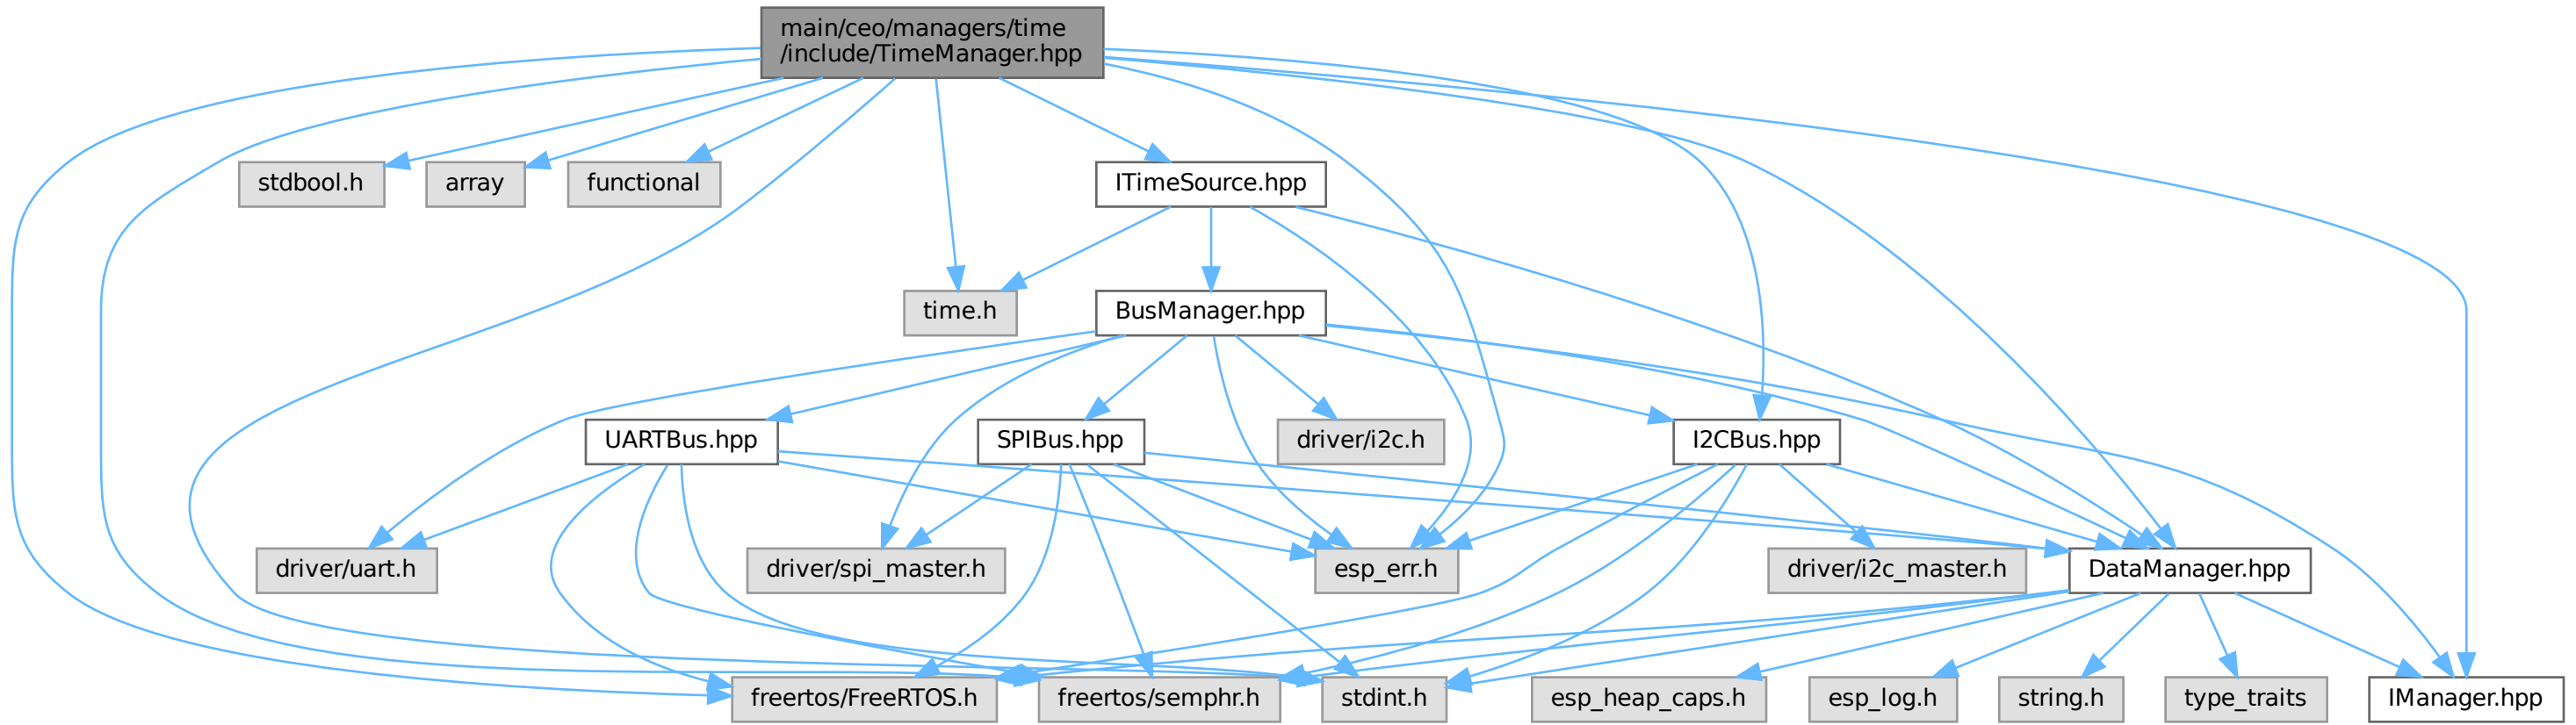 main/ceo/managers/time
/include/TimeManager.hpp
stdbool.h
array
functional
ITimeSource.hpp
time.h
BusManager.hpp
UARTBus.hpp
SPIBus.hpp
driver/i2c.h
I2CBus.hpp
driver/uart.h
driver/spi_master.h
esp_err.h
driver/i2c_master.h
DataManager.hpp
freertos/FreeRTOS.h
freertos/semphr.h
stdint.h
esp_heap_caps.h
esp_log.h
string.h
type_traits
IManager.hpp